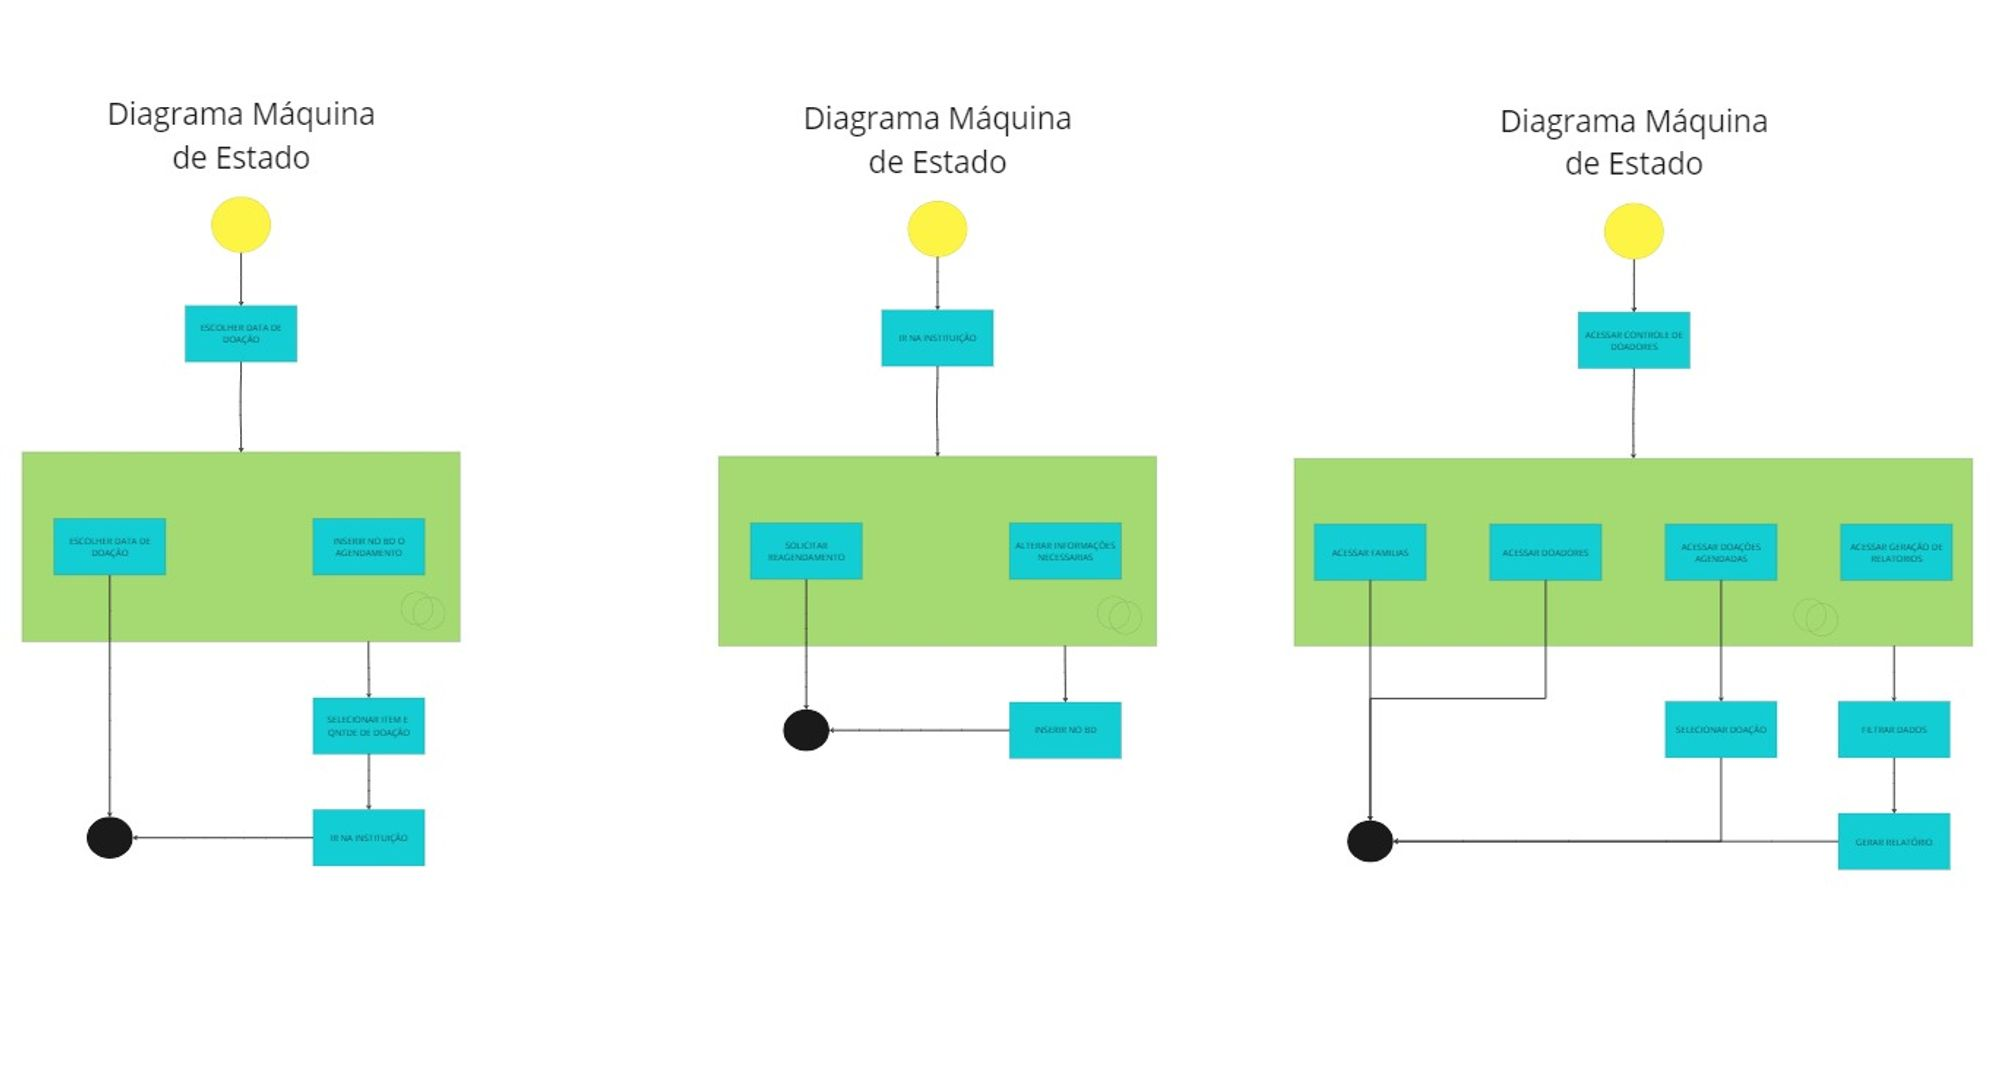 Diagrama Máquina
de Estado
ESCOLHER DATA DE
DOAÇÃO
ESCOLHER DATA DE
DOAÇÃO
INSERIR NO BD O
AGENDAMENTO
SELECIONAR ITEM E
QNTDE DE DOAÇÃO
IR NA INSTITUIÇÃO
Diagrama Máquina
de Estado
IR NA INSTITUIÇÃO
SOLICITAR
REAGENDAMENTO
ALTERAR INFORMAÇÕES
NECESSARIAS
INSERIR NO BD
Diagrama Máquina
de Estado
ACESSAR CONTROLE DE
DOADORES
ACESSAR FAMILIAS
ACESSAR DOADORES
ACESSAR DOAÇÕES
AGENDADAS
ACESSAR GERAÇÃO DE
RELATORIOS
SELECIONAR DOAÇÃO
FILTRAR DADOS
GERAR RELATÓRIO